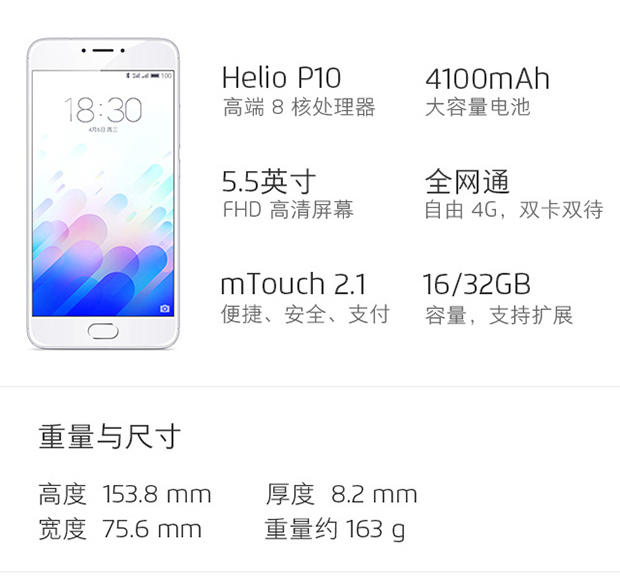 100
18:30
4月6日 周三
Helio P10
高端 8 核处理器
4100mAh
大容量电池
5.5英寸
FHD 高清屏幕
全网通
自由 4G，双卡双待
mTouch 2.1
便捷、安全、支付
16/32GB
容量，支持扩展
重量与尺寸
高度 153.8 mm
厚度 8.2 mm
宽度 75.6 mm
重量约 163 g